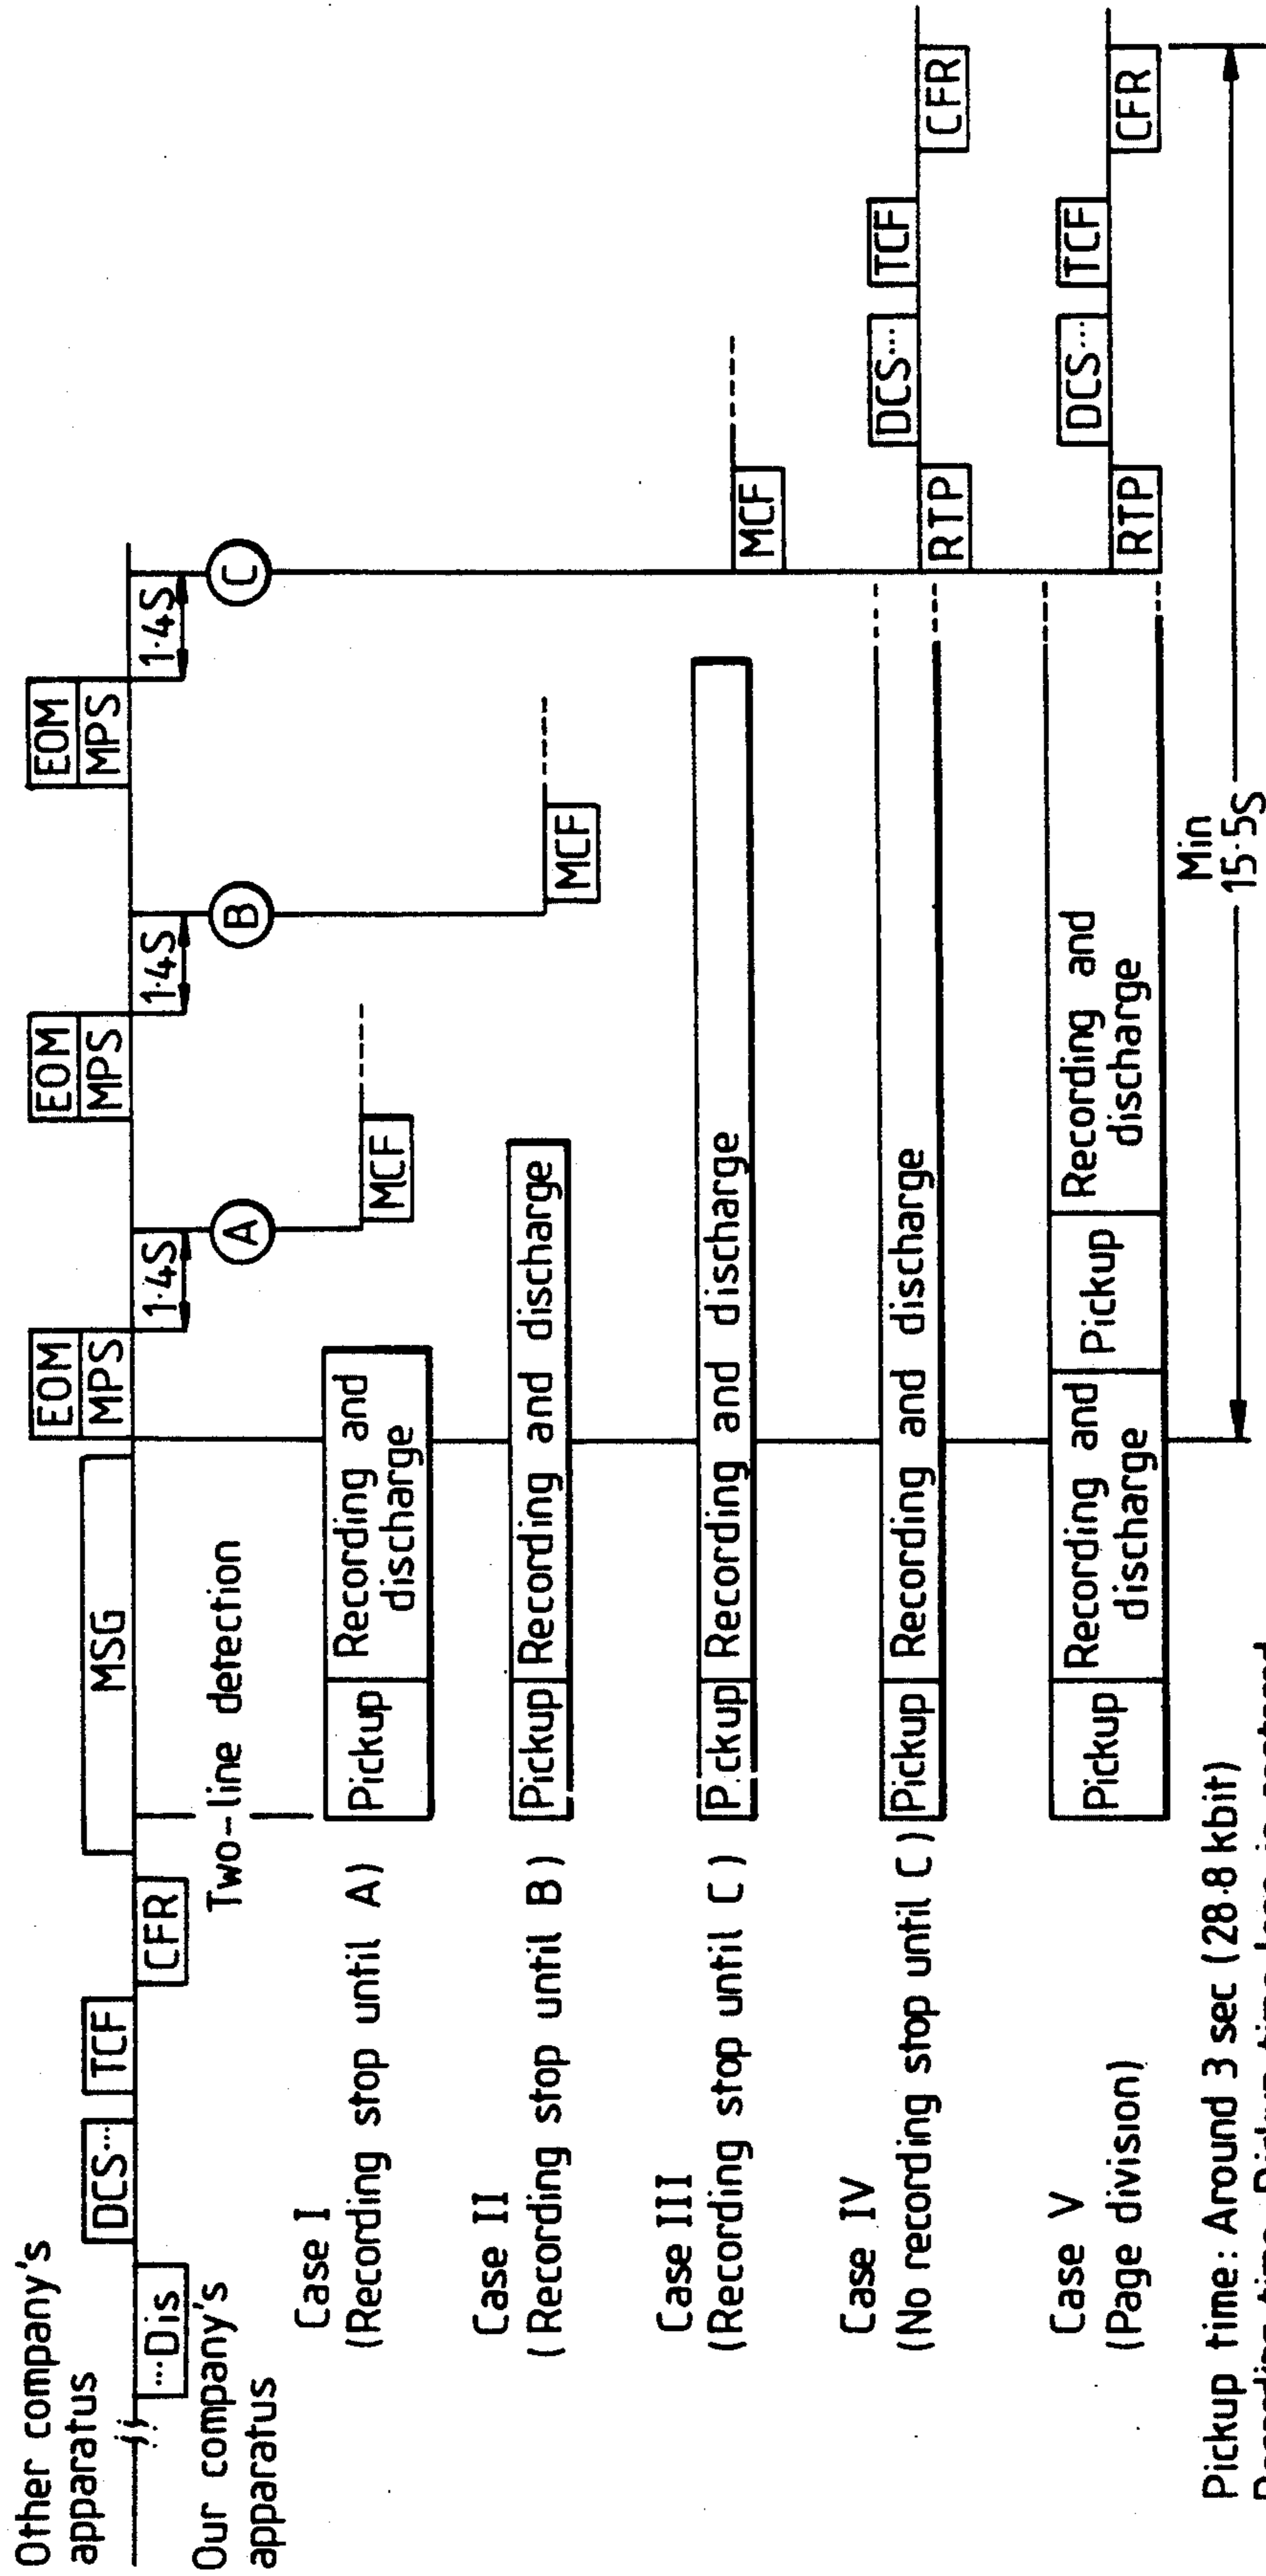 Other company's
apparatus
DCS... TCF
MSG
EOM
MPS
EOM
MPS
EOM
MPS
...Dis
CFR
1·4S
1·4S
1·4S
Our company's
apparatus
Two-line detection
A
B
C
Case I
(Recording stop until A)
Pickup
Recording and
discharge
MCF
Case II
(Recording stop until B)
Pickup
Recording and discharge
MCF
Case III
(Recording stop until C)
P.ckup
Recording and discharge
MCF
Case IV
(No recording stop until C)
Pickup
Recording and discharge
RTP
DCS...
TCF
CFR
Case V
(Page division)
Pickup
Recording and
discharge
Pickup
Recording and
discharge
RTP
DCS...
TCF
CFR
Min
15·5S
Pickup time: Around 3 sec (28·8 kbit)